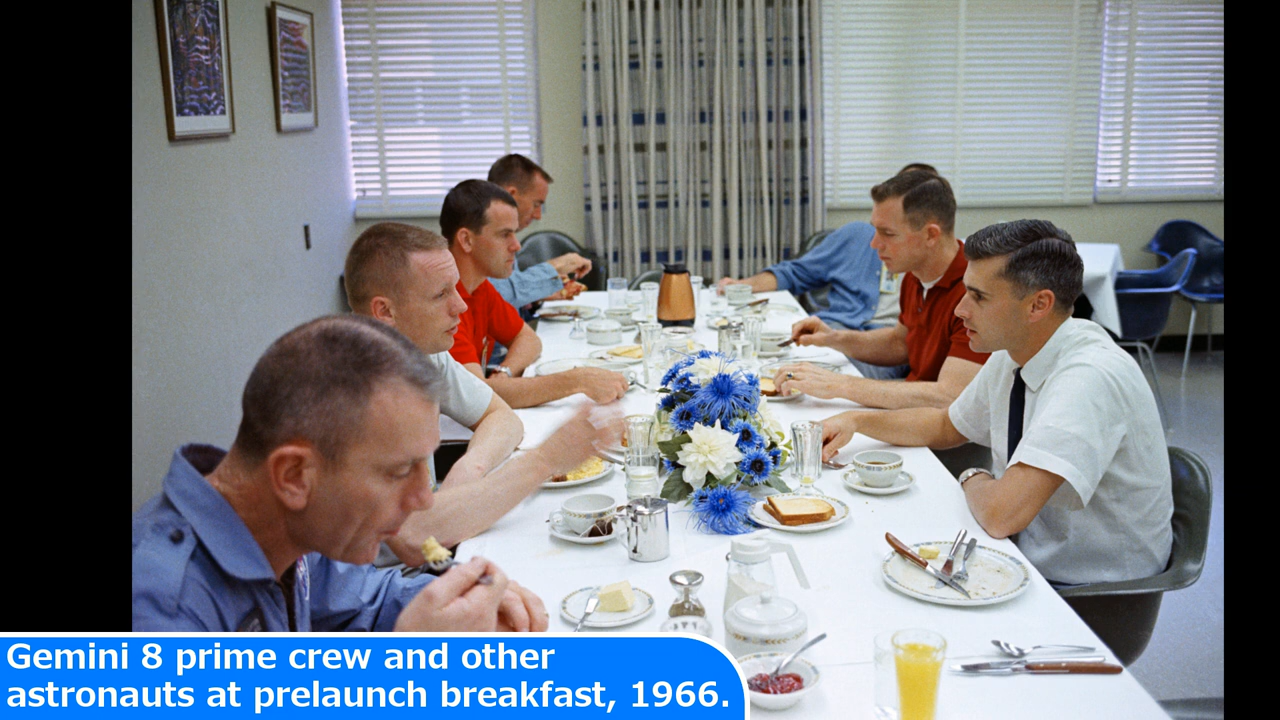 Gemini 8 prime crew and other
astronauts at prelaunch breakfast, 1966.